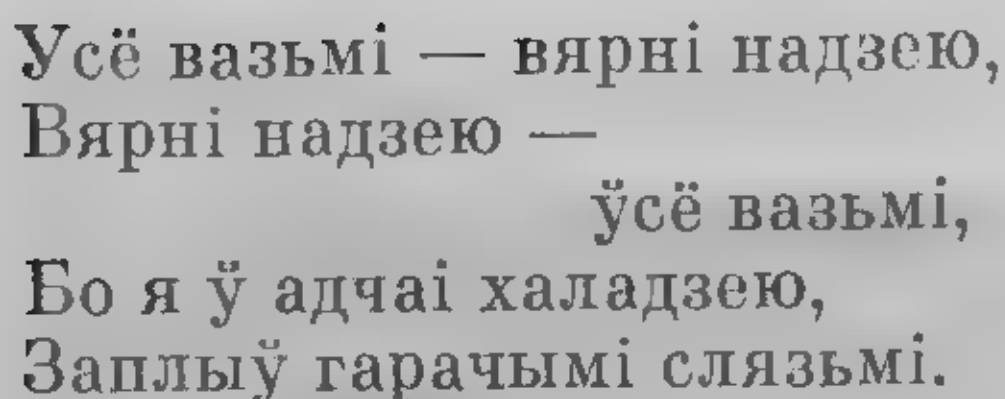 Усё вазьмі — вярні надзею,
Вярні надзею —
ўсё вазьмі,
Бо я ў адчаі халадзею,
Заплыў гарачымі слязьмі.